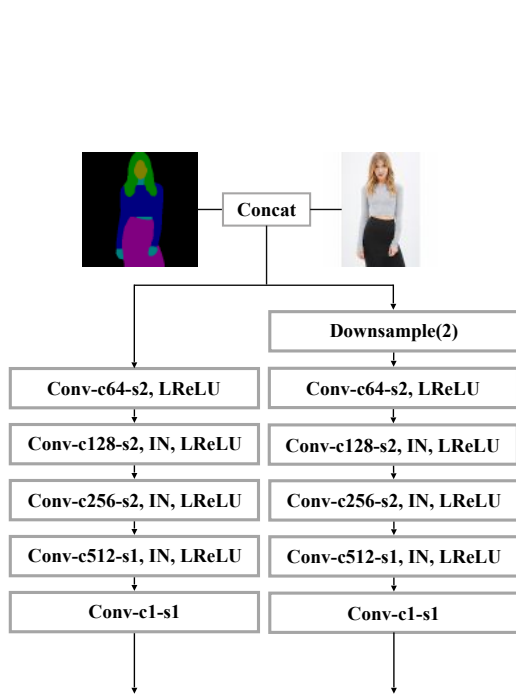 Concat
Downsample(2)
Conv-c64-s2, LReLU
Conv-c64-s2, LReLU
Conv-c128-s2, IN, LReLU
Conv-c128-s2, IN, LReLU
Conv-c256-s2, IN, LReLU
Conv-c256-s2, IN, LReLU
Conv-c512-s1, IN, LReLU
Conv-c512-s1, IN, LReLU
Conv-c1-s1
Conv-c1-s1